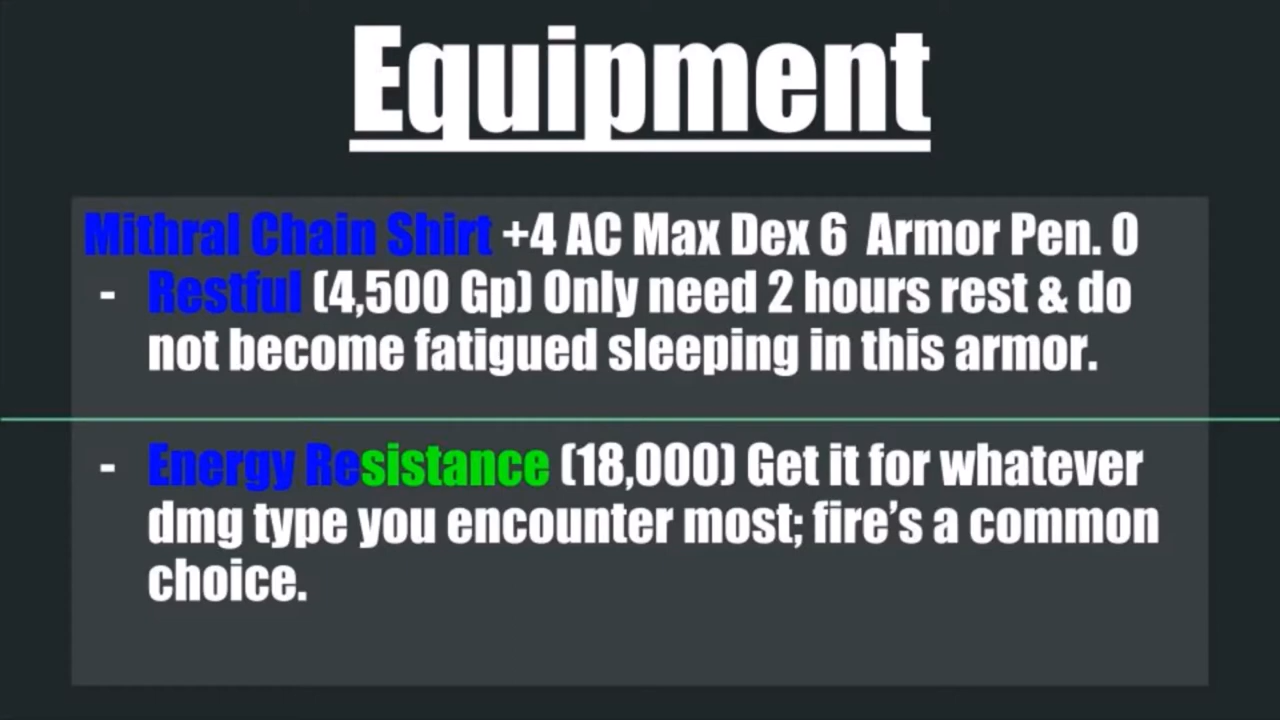 Equipment
Mithral Chain Shirt +4 AC Max Dex 6 Armor Pen. 0
- Restful (4,500 Gp) Only need 2 hours rest & do
not become fatigued sleeping in this armor.
- Energy Resistance (18,000) Get it for whatever
dmg type you encounter most; fire's a common
choice.